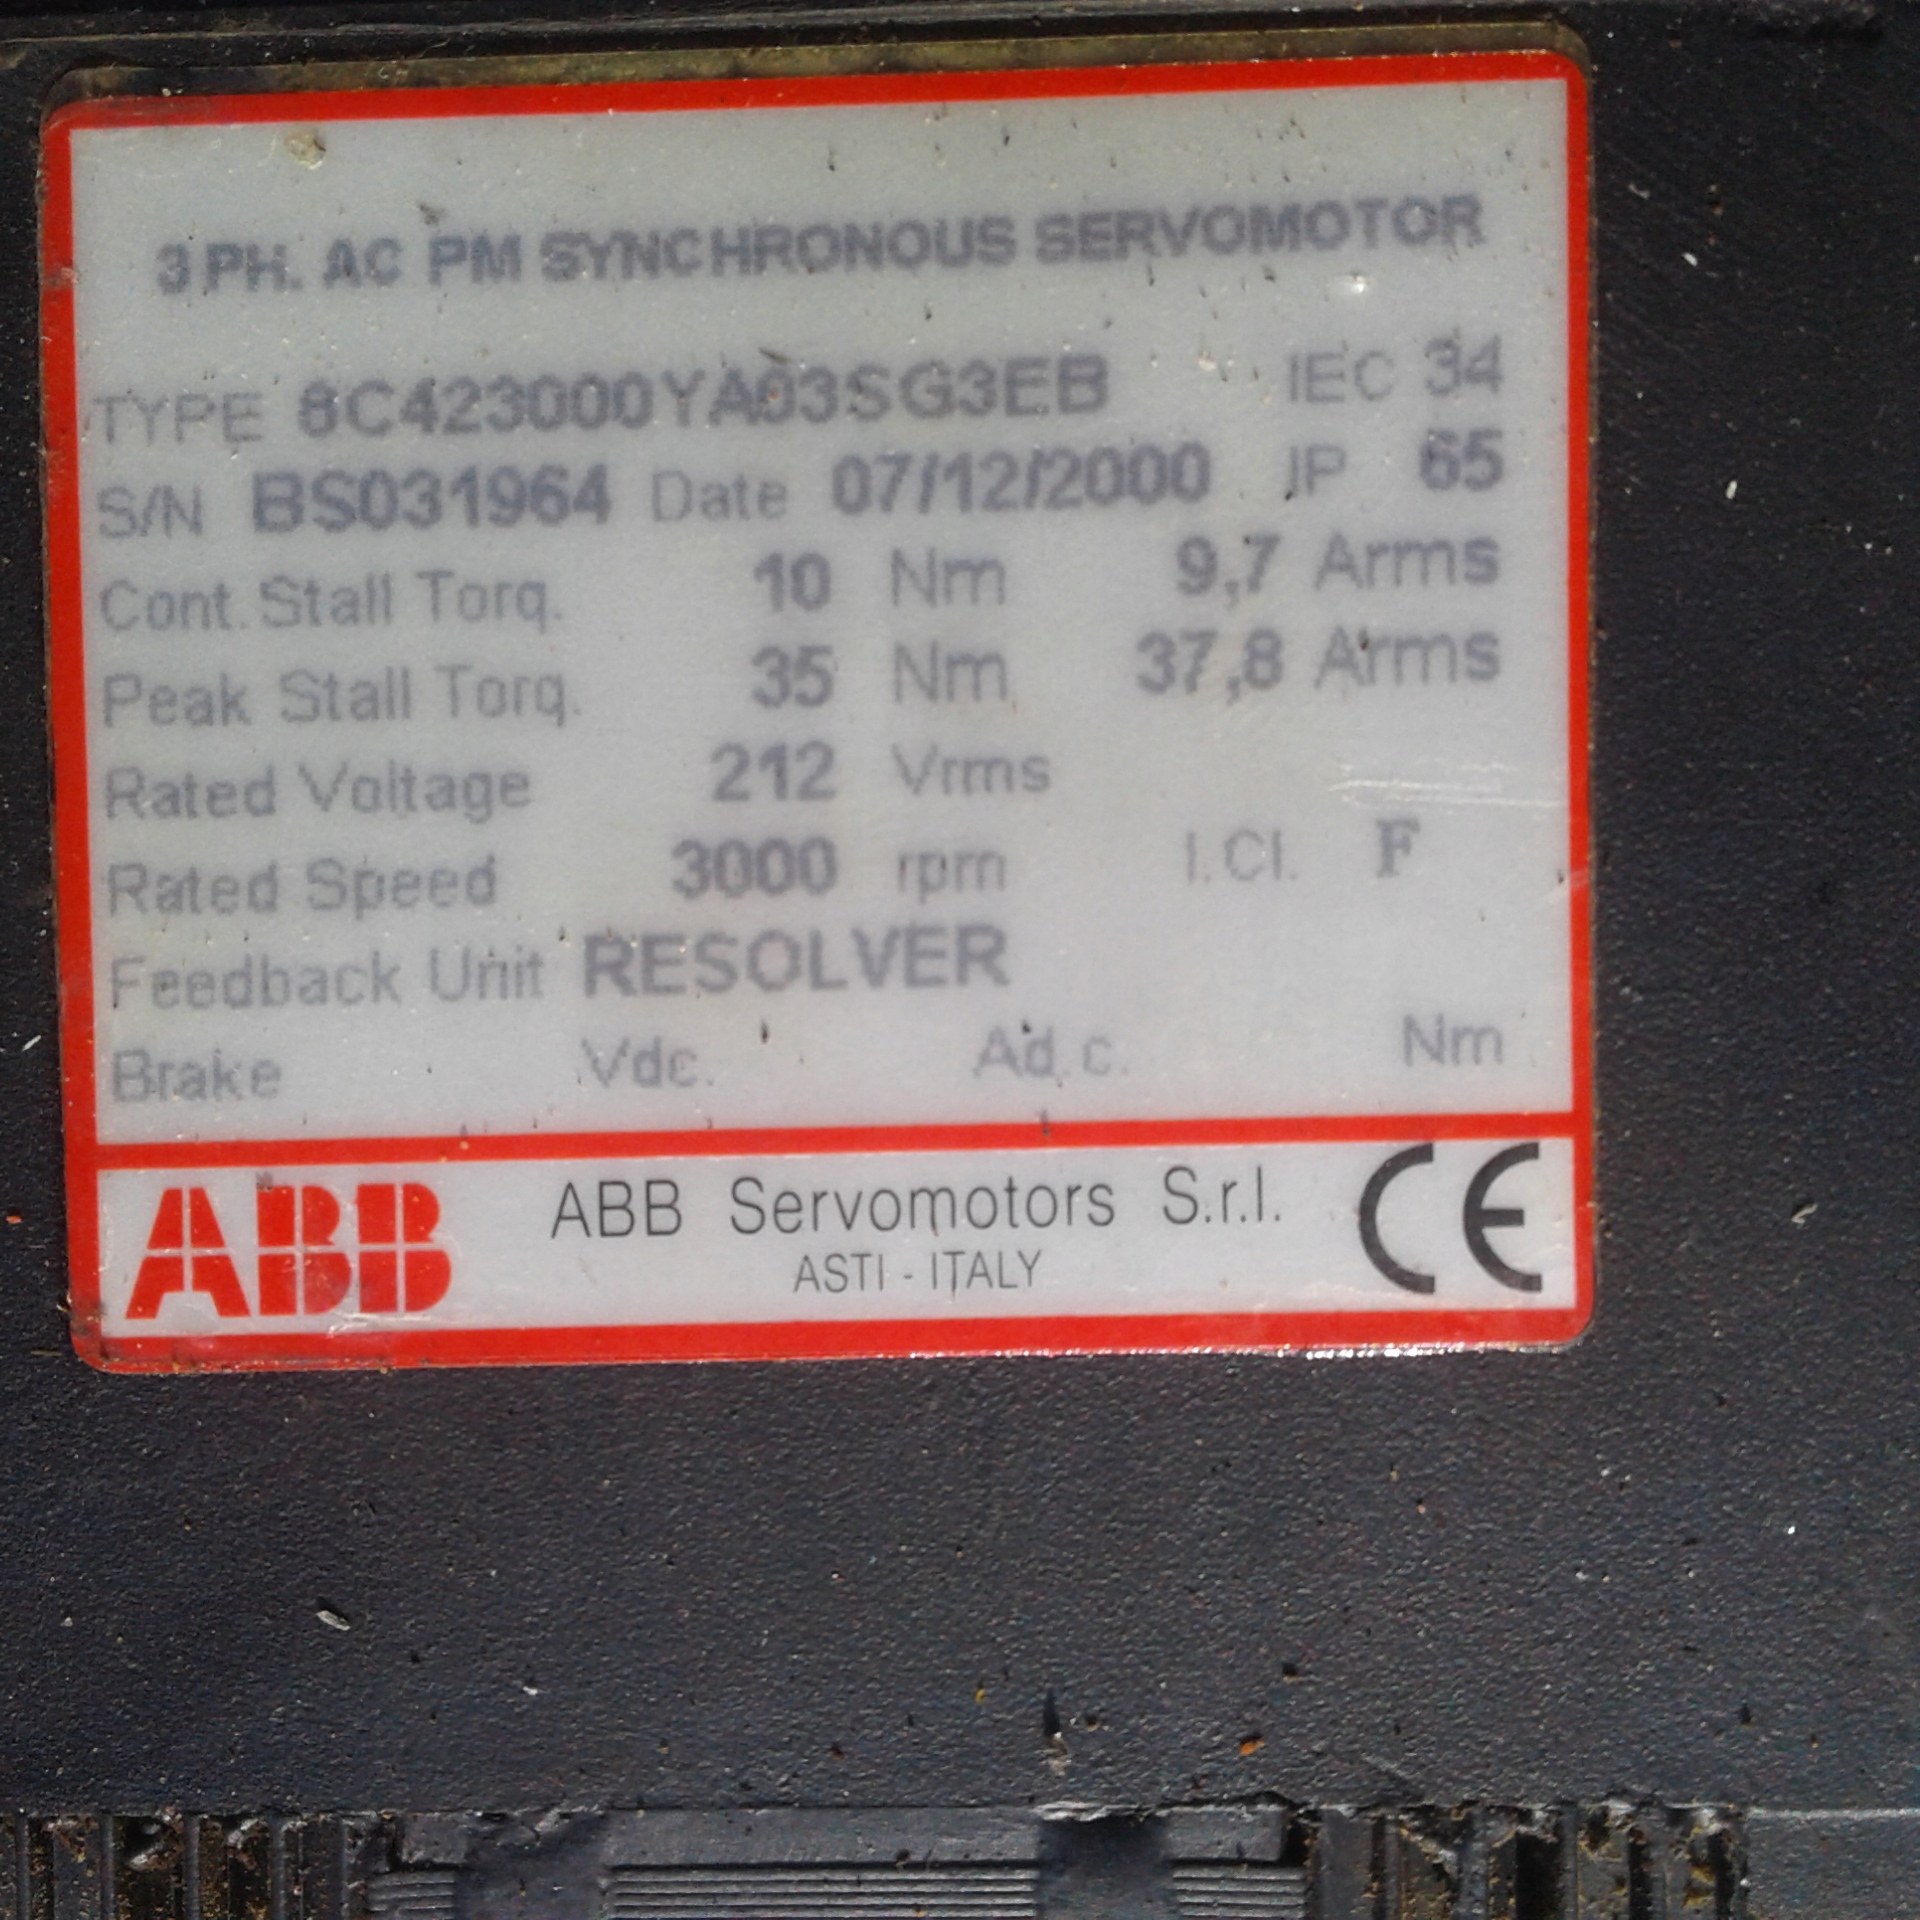 3 PH. AC PM SYNCHRONOUS SERVOMOTOR
TYPE 8C423000YA03SG3EB IEC 34
S/N BS031964 Date 07/12/2000 IP 65
Cont. Stall Torq. 10 Nm 9,7 Arms
Peak Stall Torq. 35 Nm 37,8 Arms
Rated Voltage 212 Vrms
Rated Speed 3000 rpm I.Cl. F
Feedback Unit RESOLVER
Brake Vdc. Ad.c. Nm
ABB ABB Servomotors S.r.l. CE
ASTI - ITALY